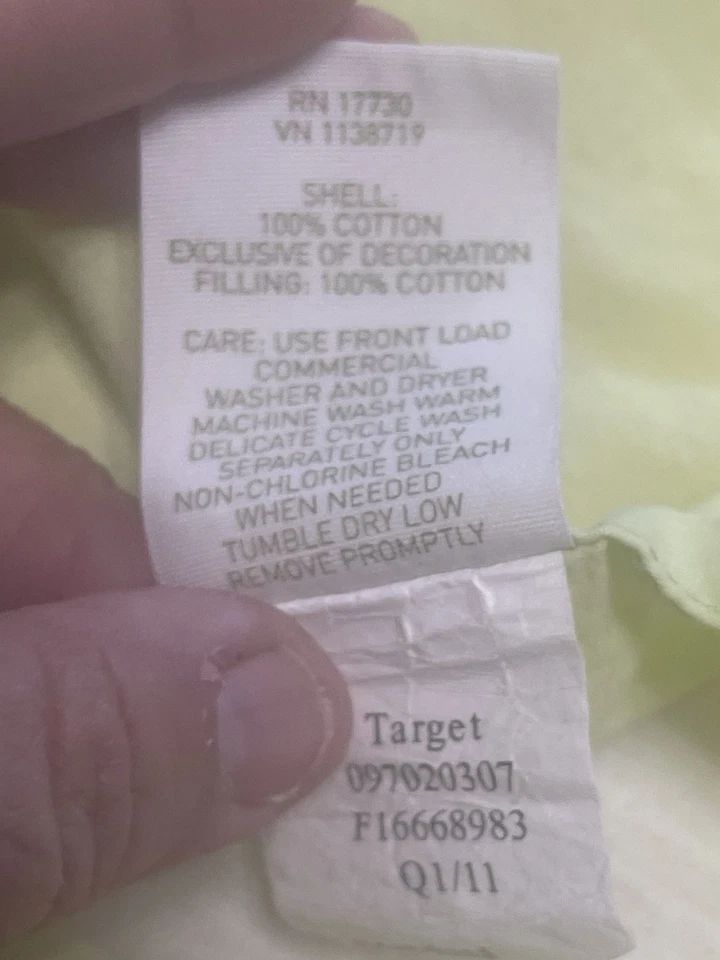 RN 17730
VN 1138719
SHELL:
100% COTTON
EXCLUSIVE OF DECORATION
FILLING: 100% COTTON
CARE: USE FRONT LOAD
COMMERCIAL
WASHER AND DRYER
MACHINE WASH WARM
DELICATE CYCLE WASH
SEPARATELY ONLY
NON-CHLORINE BLEACH
WHEN NEEDED
TUMBLE DRY LOW
REMOVE PROMPTLY
Target
097020307
F16668983
Q1/11